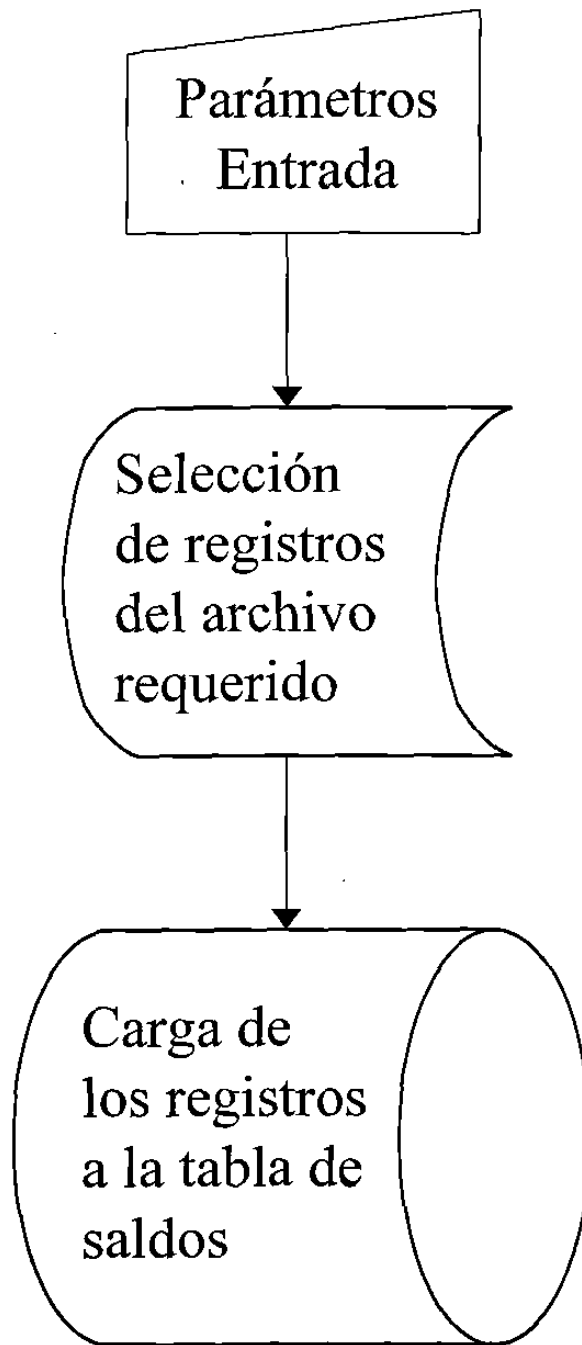 Parámetros
Entrada
Selección
de registros
del archivo
requerido
Carga de
los registros
a la tabla de
saldos